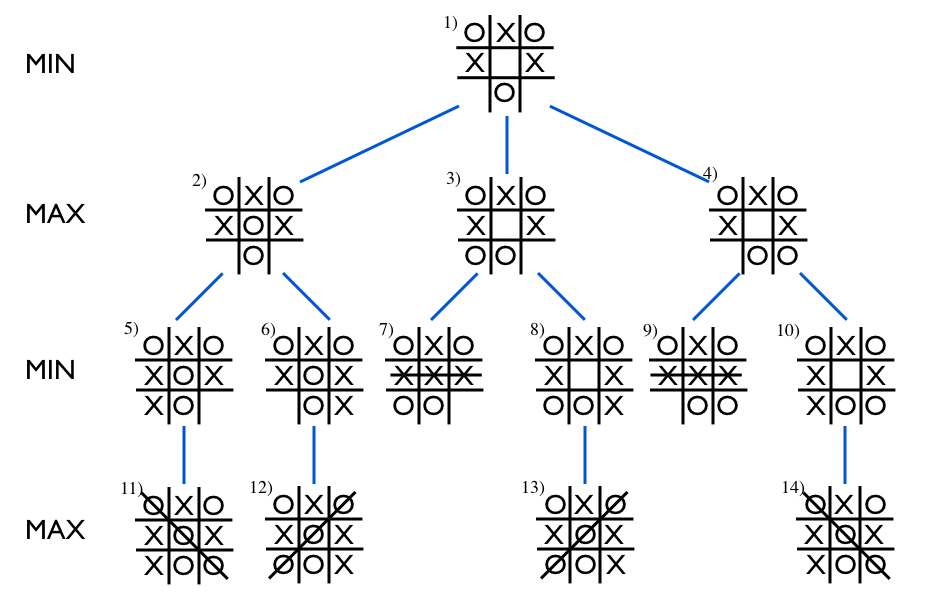 1)
O X O
MIN X X
O
2) 3) 4)
O X O O X O O X O
MAX X O X X X X X
O O O O O
5) 6) 7) 8) 9) 10)
O X O O X O O X O O X O O X O O X O
MIN X O X X O X X X X X X X X X X X
X O O X O O O O X O O X O O
11) 12) 13) 14)
O X O O X O O X O O X O
MAX X O X X O X X O X X O X
X O O O O X O O X X O O